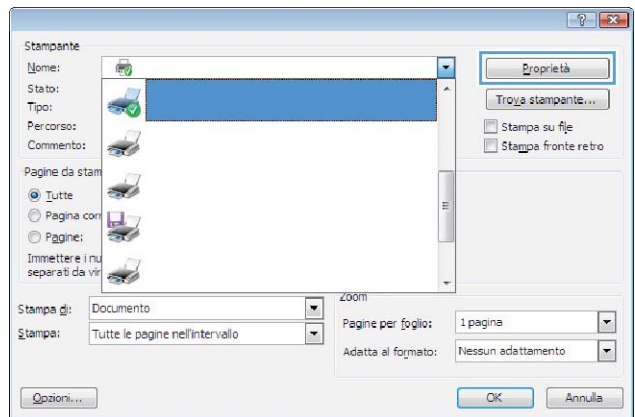 Stampante
Nome:
Proprietà
Stato:
Tipo:
Trova stampante...
Percorso:
Stampa su file
Commento:
Stampa fronte retro
Pagine da stam
Tutte
Pagina corr
Pagine:
Immettere i nu
separati da vir
Zoom
Stampa di: Documento
Pagine per foglio: 1 pagina
Stampa: Tutte le pagine nell'intervallo
Adatta al formato: Nessun adattamento
Opzioni...
OK
Annulla